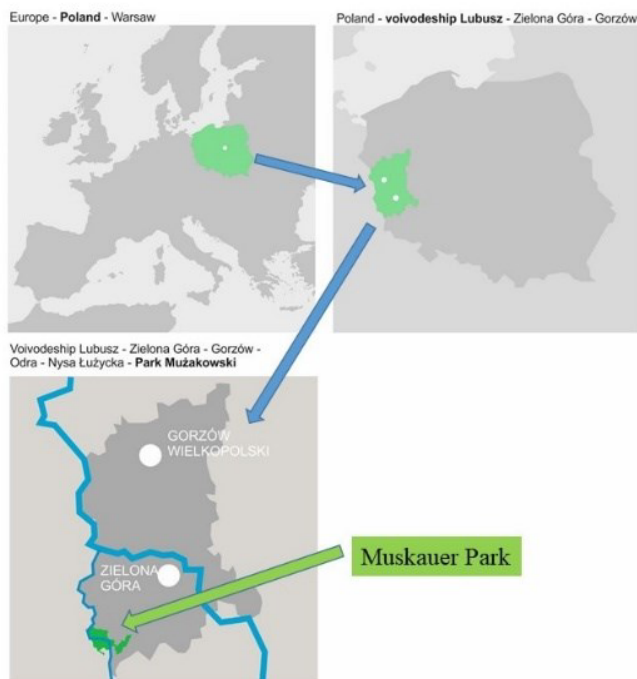 Europe - Poland - Warsaw
Poland - voivodeship Lubusz - Zielona Góra - Gorzów
Voivodeship Lubusz - Zielona Góra - Gorzów -
Odra - Nysa Łużycka - Park Mużakowski
GORZÓW
WIELKOPOLSKI
ZIELONA
GÓRA
Muskauer Park